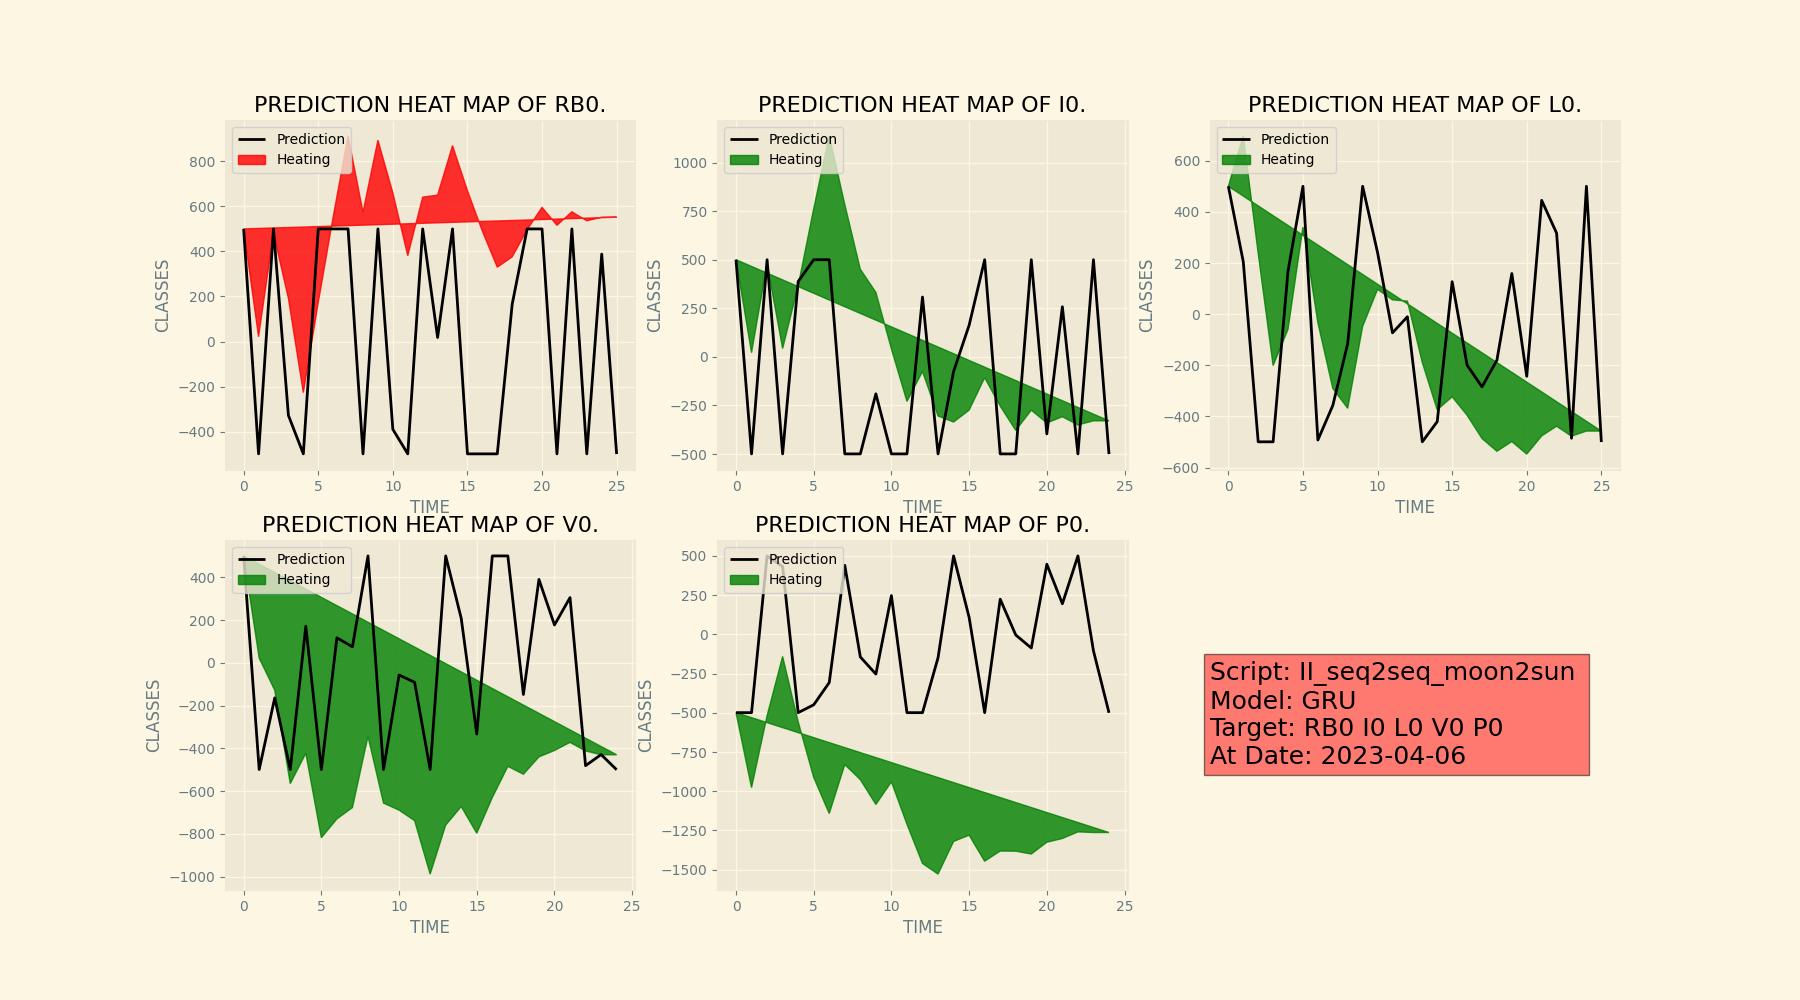 PREDICTION HEAT MAP OF RB0.
Prediction
Heating
CLASSES
800
600
400
200
0
−200
−400
0 5 10 15 20 25
TIME
PREDICTION HEAT MAP OF I0.
Prediction
Heating
CLASSES
1000
750
500
250
0
−250
−500
0 5 10 15 20 25
TIME
PREDICTION HEAT MAP OF L0.
Prediction
Heating
CLASSES
600
400
200
0
−200
−400
−600
0 5 10 15 20 25
TIME
PREDICTION HEAT MAP OF V0.
Prediction
Heating
CLASSES
400
200
0
−200
−400
−600
−800
−1000
0 5 10 15 20 25
TIME
PREDICTION HEAT MAP OF P0.
Prediction
Heating
CLASSES
500
250
0
−250
−500
−750
−1000
−1250
−1500
0 5 10 15 20 25
TIME
Script: II_seq2seq_moon2sun
Model: GRU
Target: RB0 I0 L0 V0 P0
At Date: 2023-04-06